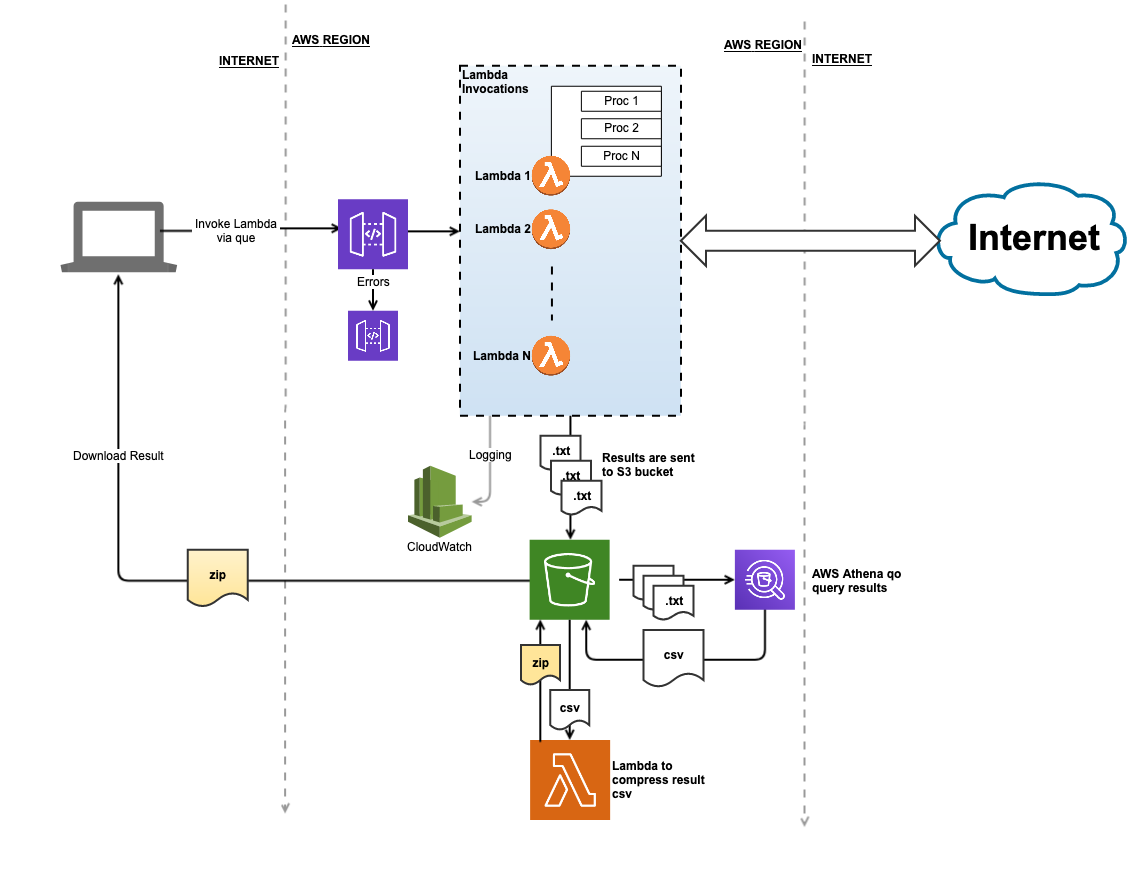 AWS REGION
INTERNET
AWS REGION
INTERNET
Lambda
Invocations
Proc 1
Proc 2
Proc N
Lambda 1
Lambda 2
Lambda N
Invoke Lambda
via que
Errors
Internet
Download Result
Logging
CloudWatch
.txt
.txt
.txt
Results are sent
to S3 bucket
zip
.txt
AWS Athena qo
query results
csv
zip
csv
Lambda to
compress result
csv